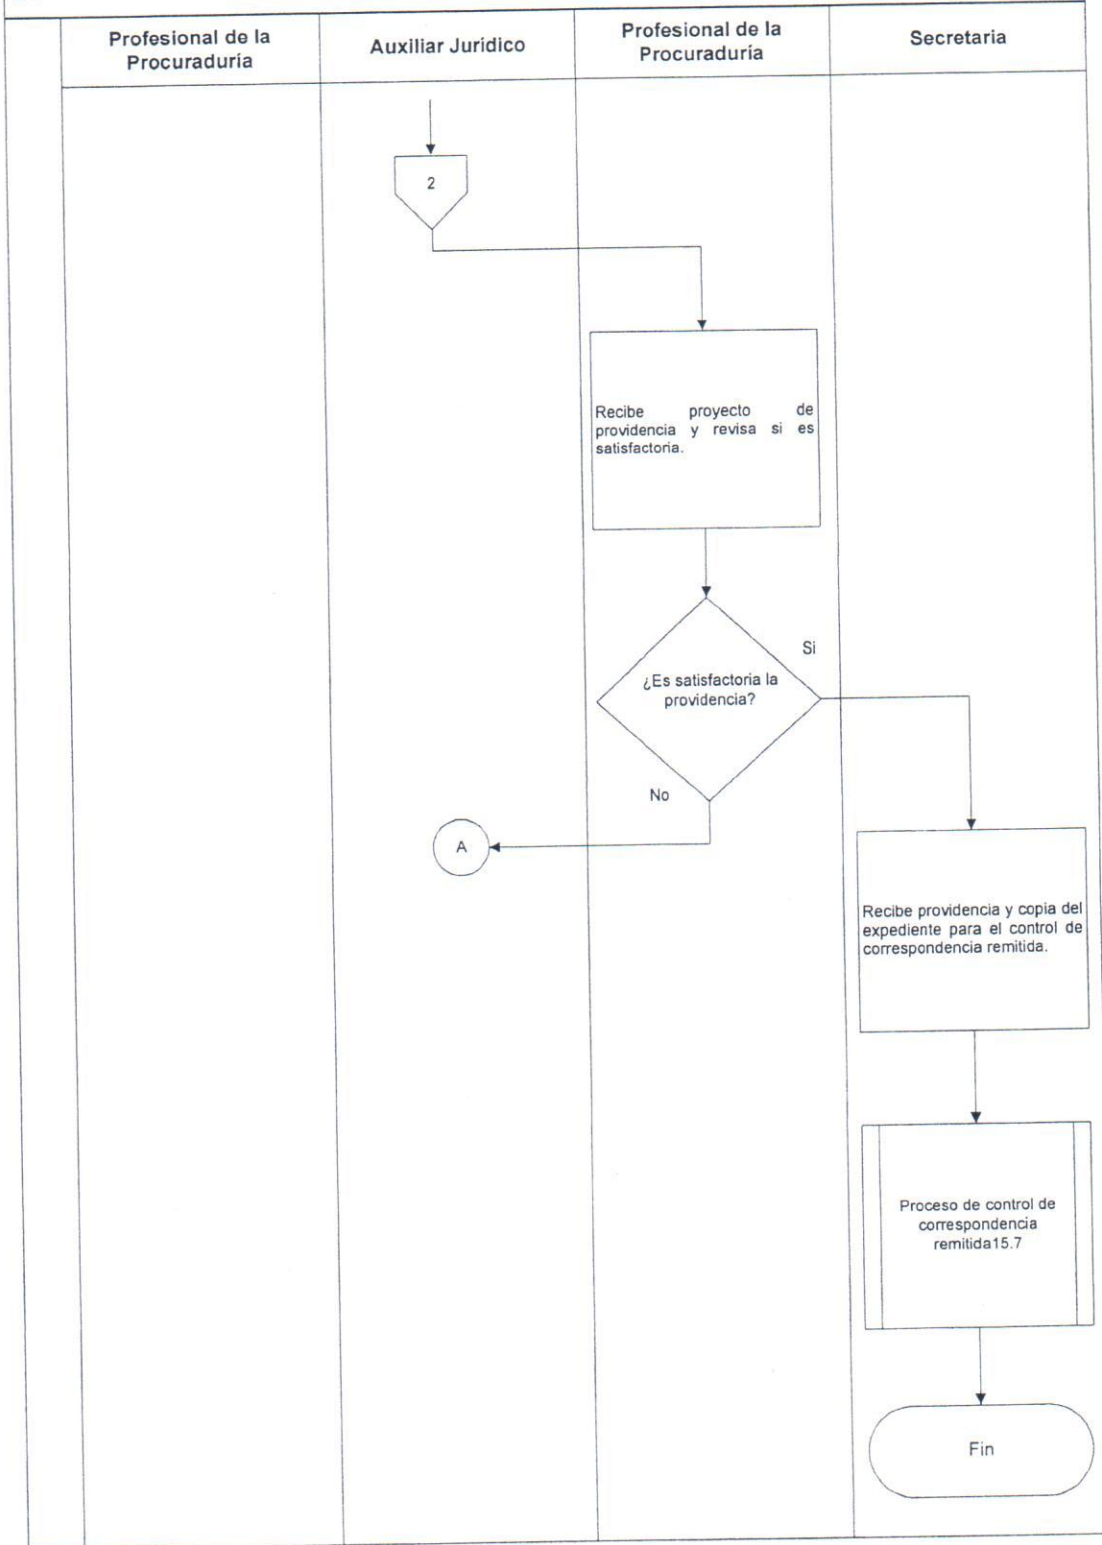 Profesional de la
Procuraduría
Auxiliar Jurídico
Profesional de la
Procuraduría
Secretaria
2
Recibe proyecto de
providencia y revisa si es
satisfactoria.
¿Es satisfactoria la
providencia?
Si
No
A
Recibe providencia y copia del
expediente para el control de
correspondencia remitida.
Proceso de control de
correspondencia
remitida15.7
Fin